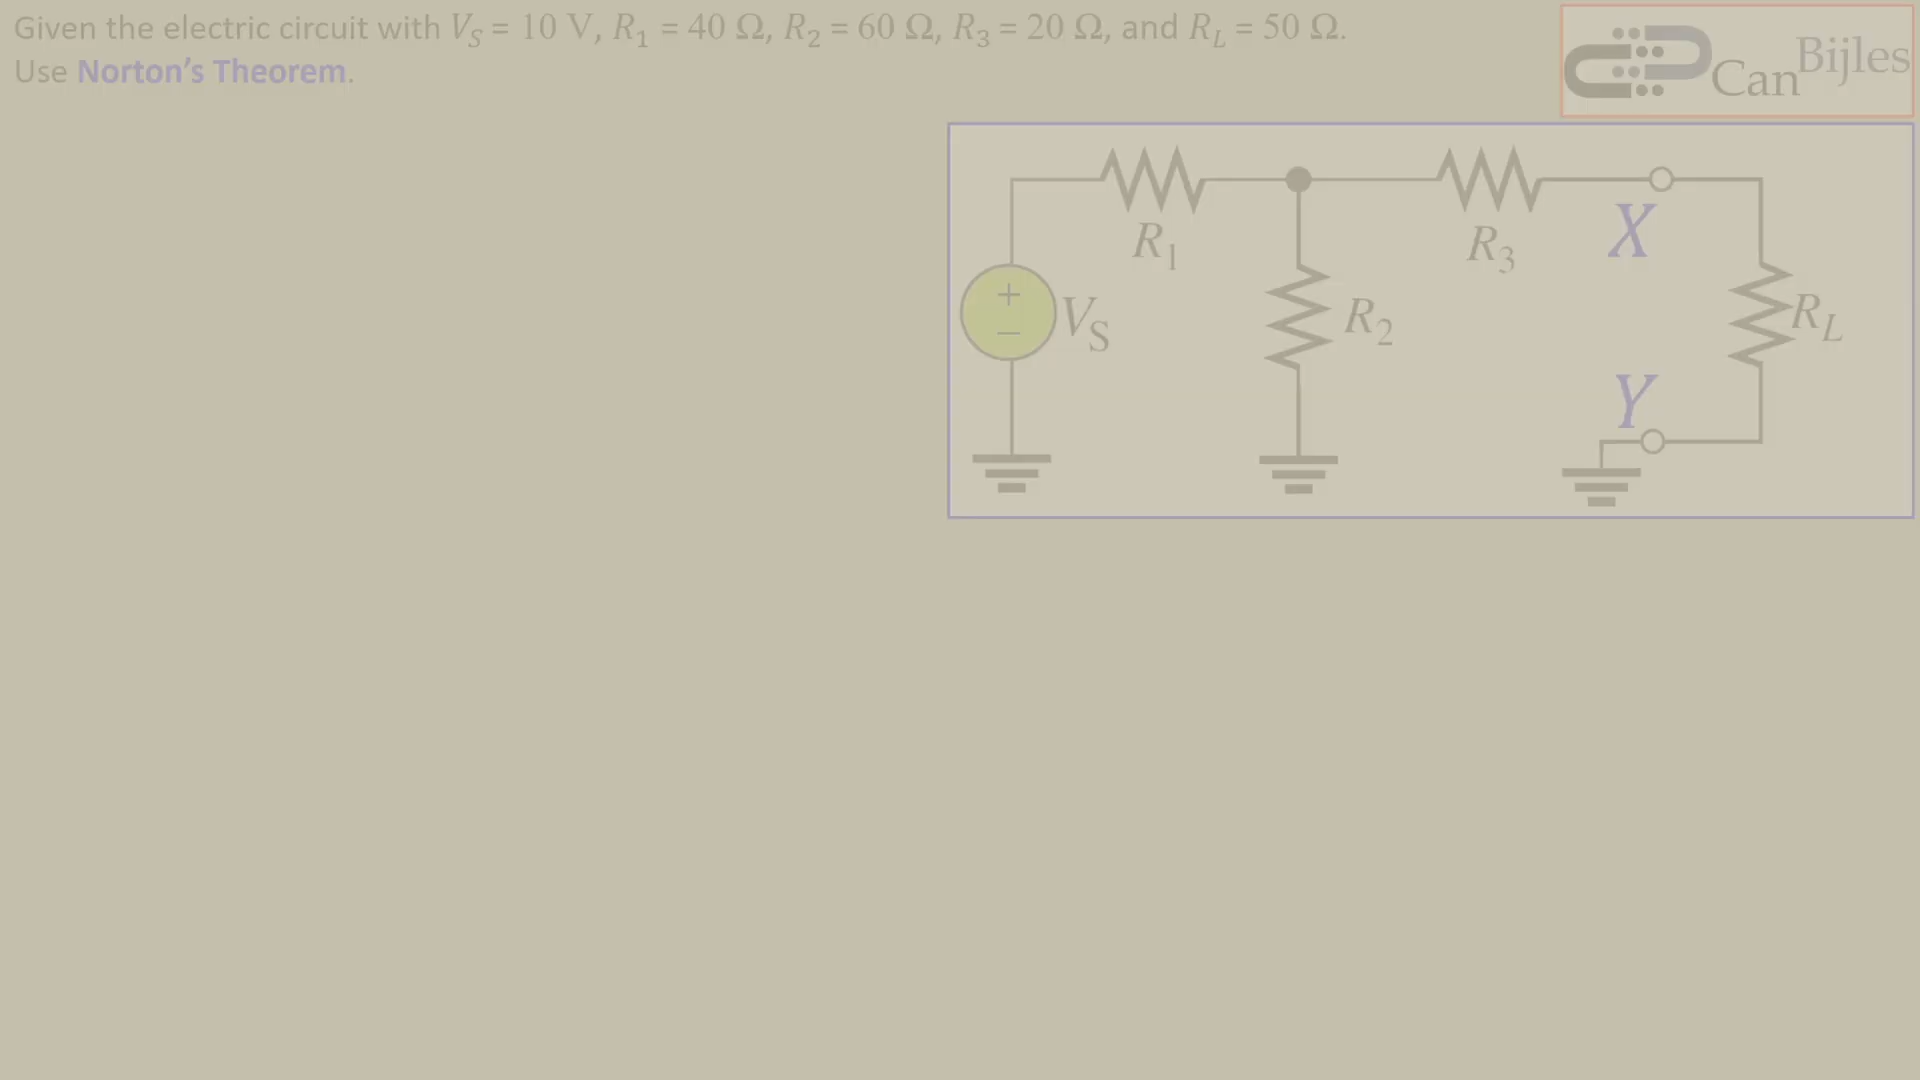 Given the electric circuit with V_S = 10 V, R_1 = 40 Ω, R_2 = 60 Ω, R_3 = 20 Ω, and R_L = 50 Ω.
Use Norton’s Theorem.
CanBijles
R_1
R_3
X
+
−
V_S
R_2
R_L
Y